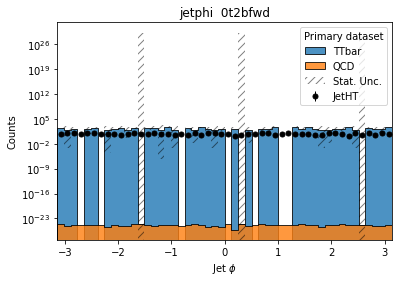 jetphi 0t2bfwd
Primary dataset
TTbar
QCD
Stat. Unc.
JetHT
Counts
10^26
10^19
10^12
10^5
10^−2
10^−9
10^−16
10^−23
−3 −2 −1 0 1 2 3
Jet ϕ